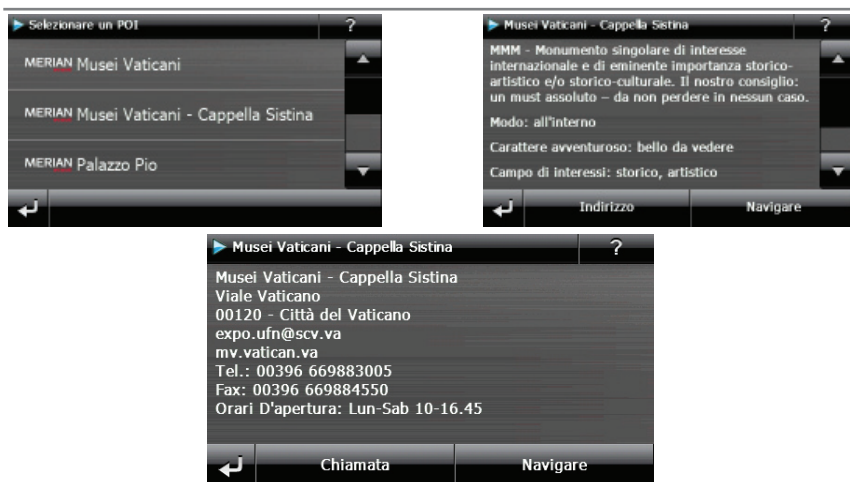 Selezionare un POI ?
MERIAN Musei Vaticani
MERIAN Musei Vaticani - Cappella Sistina
MERIAN Palazzo Pio
Musei Vaticani - Cappella Sistina ?
MMM - Monumento singolare di interesse
internazionale e di eminente importanza storico-
artistico e/o storico-culturale. Il nostro consiglio:
un must assoluto – da non perdere in nessun caso.
Modo: all'interno
Carattere avventuroso: bello da vedere
Campo di interessi: storico, artistico
Indirizzo Navigare
Musei Vaticani - Cappella Sistina ?
Musei Vaticani - Cappella Sistina
Viale Vaticano
00120 - Città del Vaticano
expo.ufn@scv.va
mv.vatican.va
Tel.: 00396 669883005
Fax: 00396 669884550
Orari D'apertura: Lun-Sab 10-16.45
Chiamata Navigare